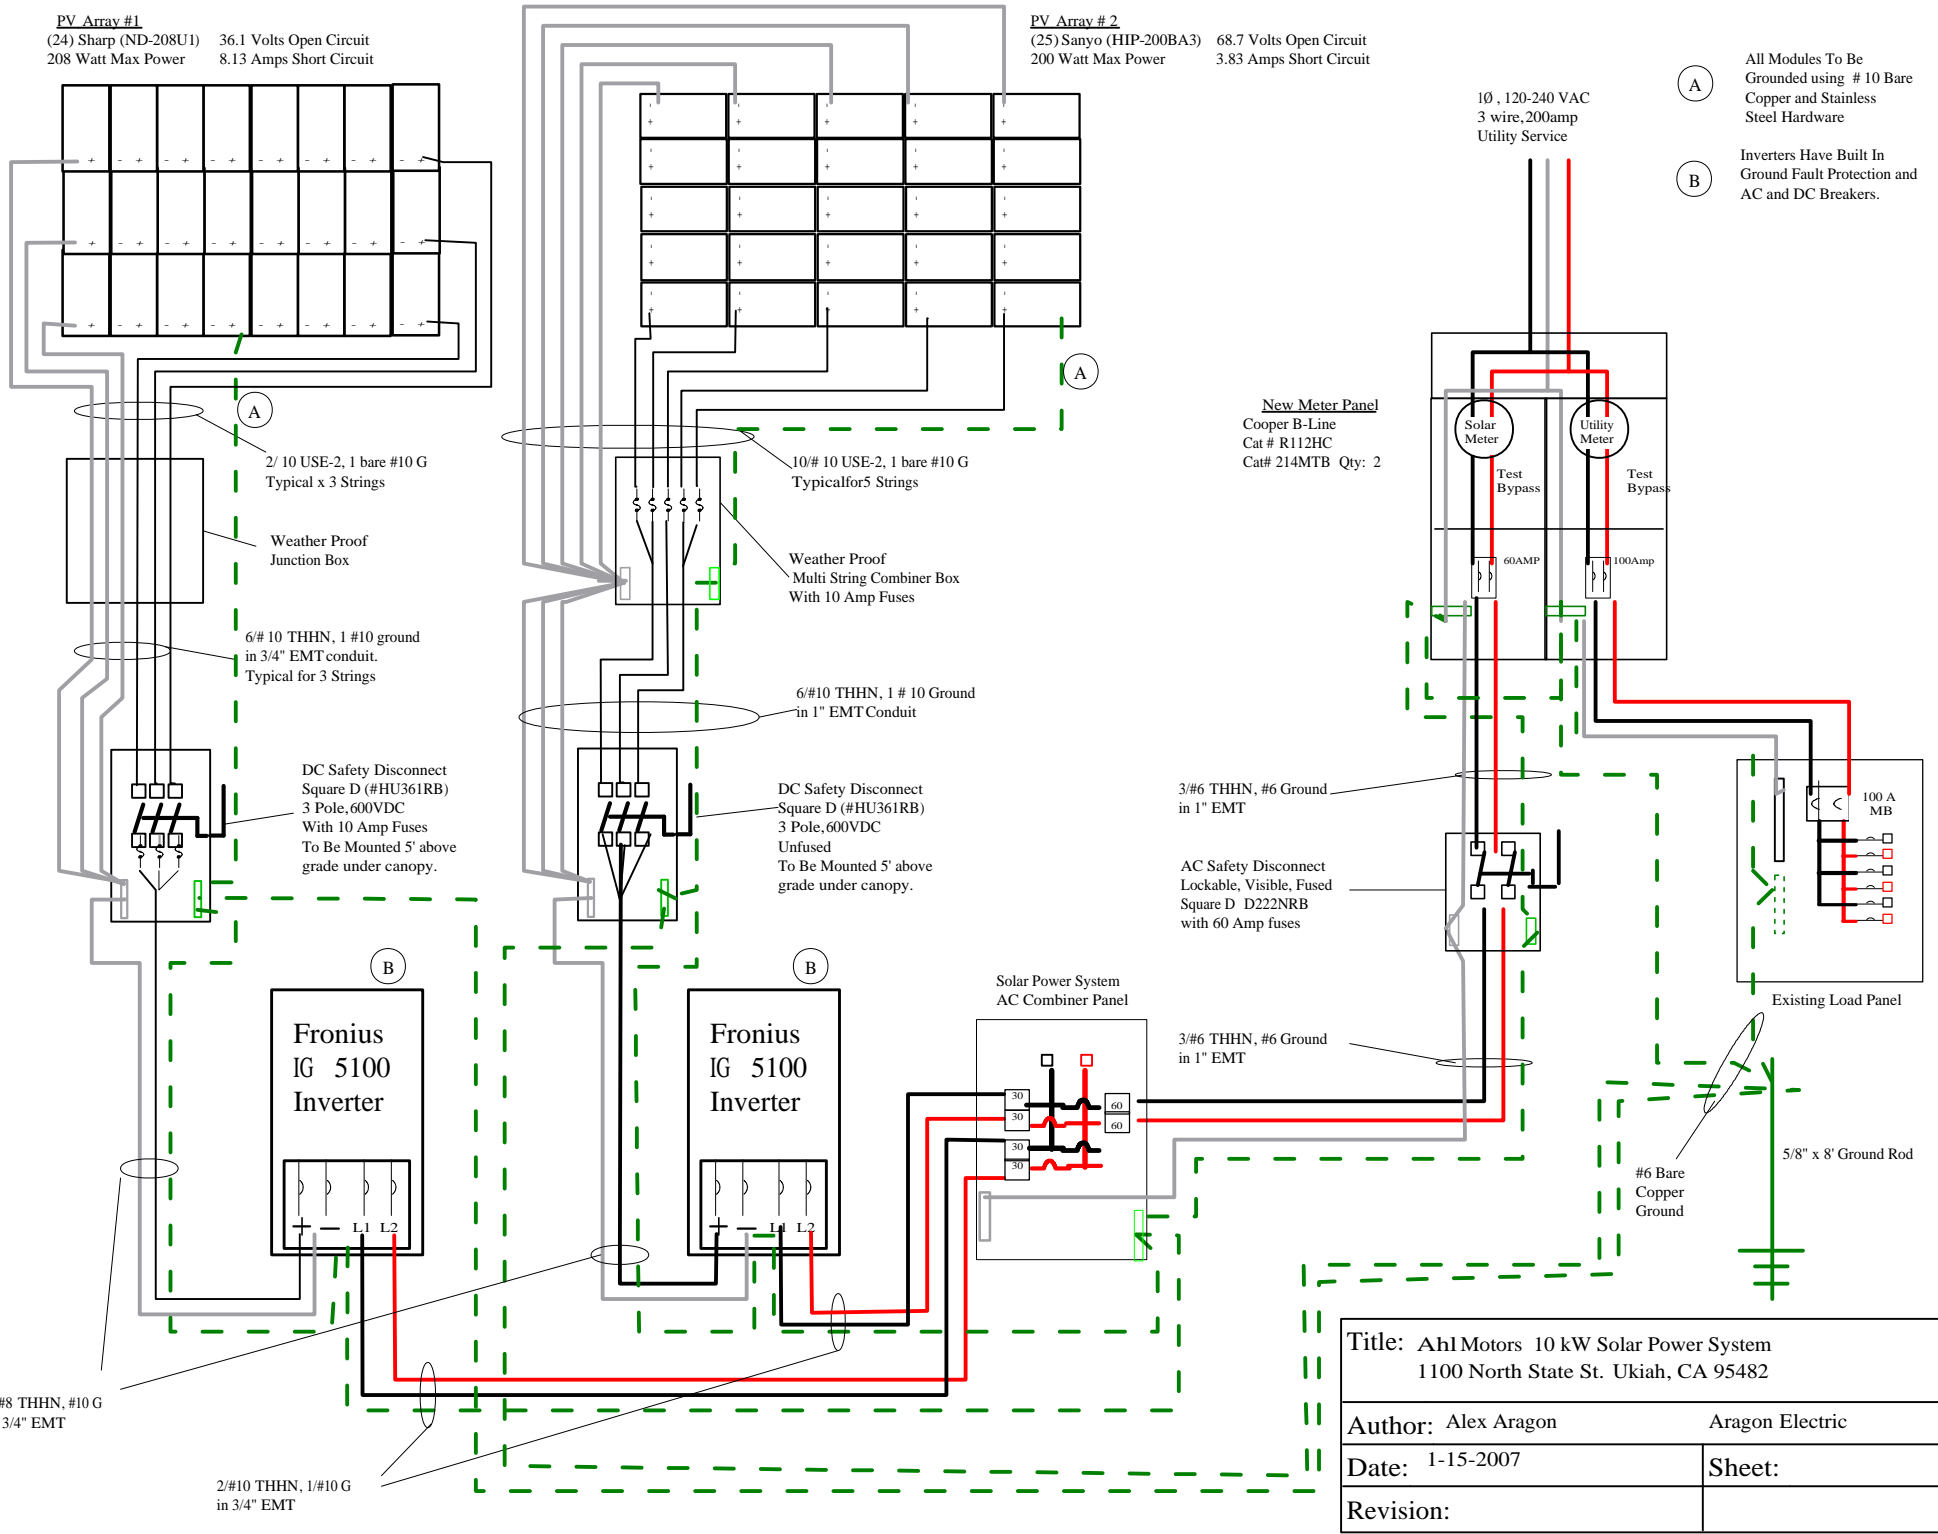 PV Array #1
(24) Sharp (ND-208U1) 36.1 Volts Open Circuit
208 Watt Max Power 8.13 Amps Short Circuit
PV Array # 2
(25) Sanyo (HIP-200BA3) 68.7 Volts Open Circuit
200 Watt Max Power 3.83 Amps Short Circuit
1Ø , 120-240 VAC
3 wire,200amp
Utility Service
A
All Modules To Be
Grounded using # 10 Bare
Copper and Stainless
Steel Hardware
B
Inverters Have Built In
Ground Fault Protection and
AC and DC Breakers.
A
A
2/ 10 USE-2, 1 bare #10 G
Typical x 3 Strings
10/# 10 USE-2, 1 bare #10 G
Typicalfor5 Strings
New Meter Panel
Cooper B-Line
Cat # R112HC
Cat# 214MTB Qty: 2
Solar
Meter
Utility
Meter
Test
Bypass
Test
Bypass
60AMP
100Amp
Weather Proof
Junction Box
Weather Proof
Multi String Combiner Box
With 10 Amp Fuses
6/# 10 THHN, 1 #10 ground
in 3/4" EMT conduit.
Typical for 3 Strings
6/#10 THHN, 1 # 10 Ground
in 1" EMT Conduit
DC Safety Disconnect
Square D (#HU361RB)
3 Pole,600VDC
With 10 Amp Fuses
To Be Mounted 5' above
grade under canopy.
DC Safety Disconnect
Square D (#HU361RB)
3 Pole,600VDC
Unfused
To Be Mounted 5' above
grade under canopy.
3/#6 THHN, #6 Ground
in 1" EMT
AC Safety Disconnect
Lockable, Visible, Fused
Square D D222NRB
with 60 Amp fuses
100 A
MB
Existing Load Panel
B
B
Fronius
IG 5100
Inverter
+ — L1 L2
Fronius
IG 5100
Inverter
+ — L1 L2
Solar Power System
AC Combiner Panel
30
30
30
30
60
60
3/#6 THHN, #6 Ground
in 1" EMT
#6 Bare
Copper
Ground
5/8" x 8' Ground Rod
#8 THHN, #10 G
3/4" EMT
2/#10 THHN, 1/#10 G
in 3/4" EMT
Title: Ahl Motors 10 kW Solar Power System
1100 North State St. Ukiah, CA 95482
Author: Alex Aragon Aragon Electric
Date: 1-15-2007 Sheet:
Revision: